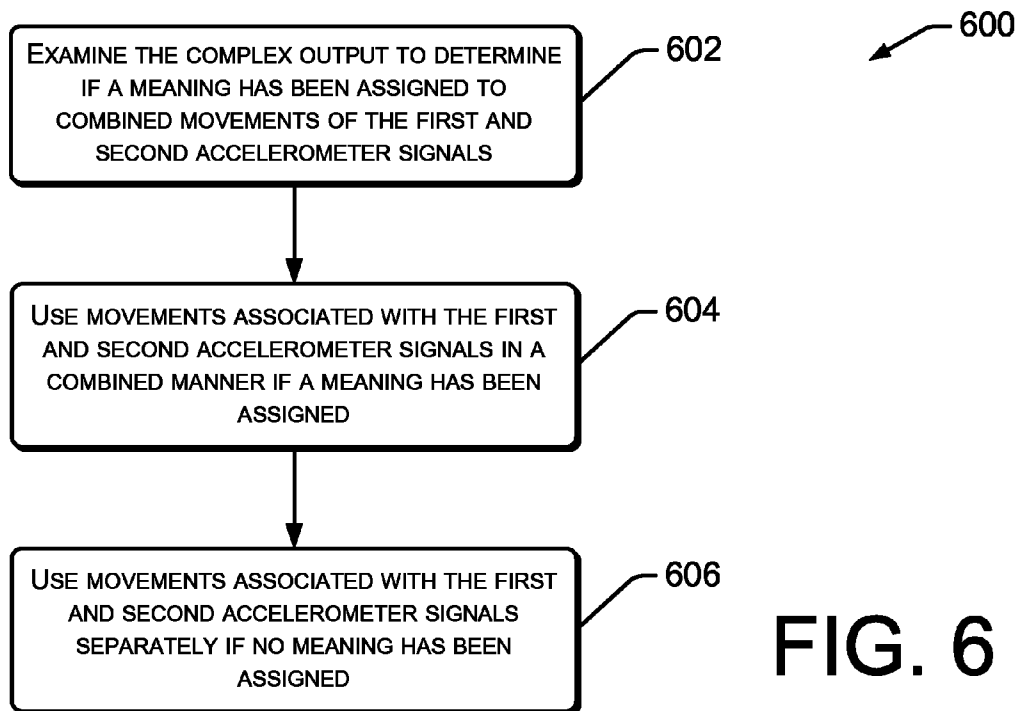 600
EXAMINE THE COMPLEX OUTPUT TO DETERMINE
IF A MEANING HAS BEEN ASSIGNED TO
COMBINED MOVEMENTS OF THE FIRST AND
SECOND ACCELEROMETER SIGNALS
602
USE MOVEMENTS ASSOCIATED WITH THE FIRST
AND SECOND ACCELEROMETER SIGNALS IN A
COMBINED MANNER IF A MEANING HAS BEEN
ASSIGNED
604
USE MOVEMENTS ASSOCIATED WITH THE FIRST
AND SECOND ACCELEROMETER SIGNALS
SEPARATELY IF NO MEANING HAS BEEN
ASSIGNED
606
FIG. 6